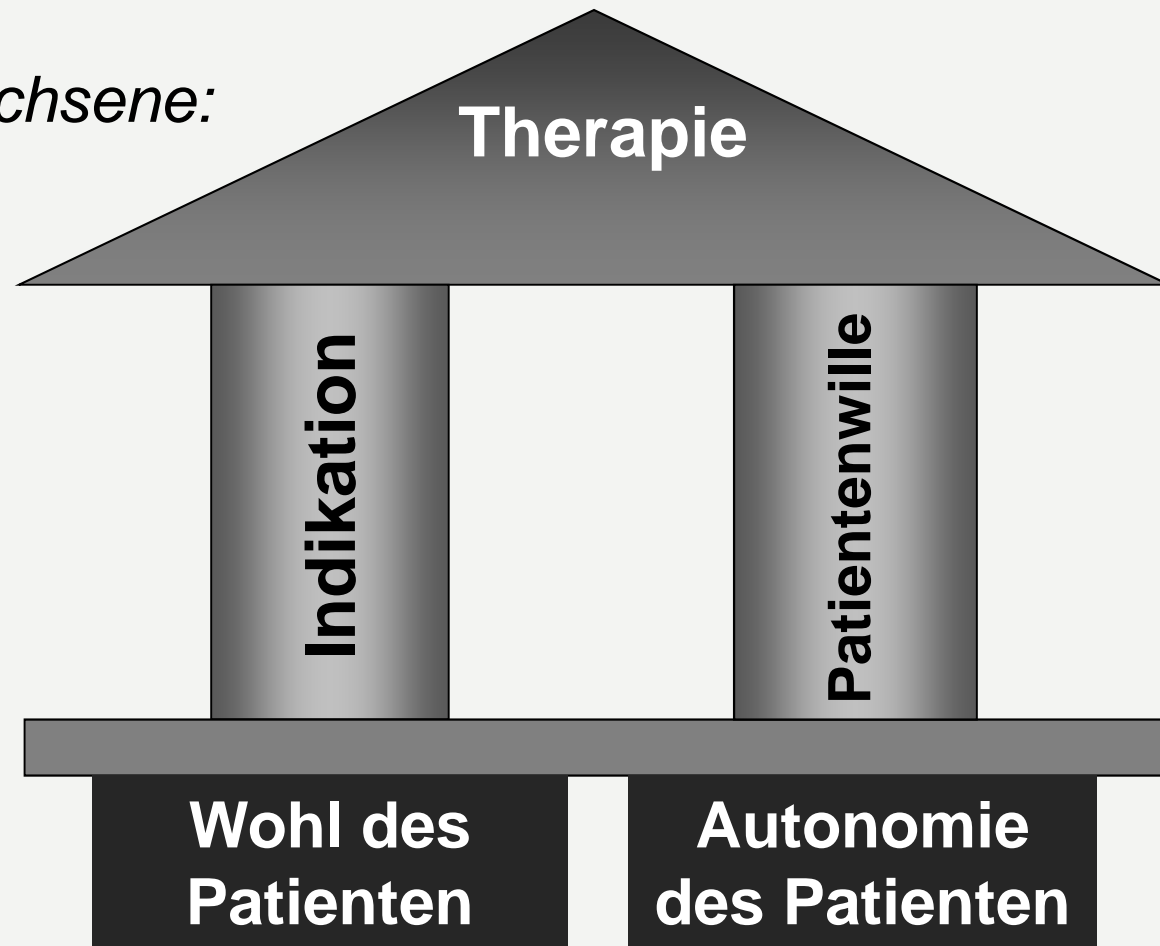 chsene:
Therapie
Indikation
Patientenwille
Wohl des
Patienten
Autonomie
des Patienten